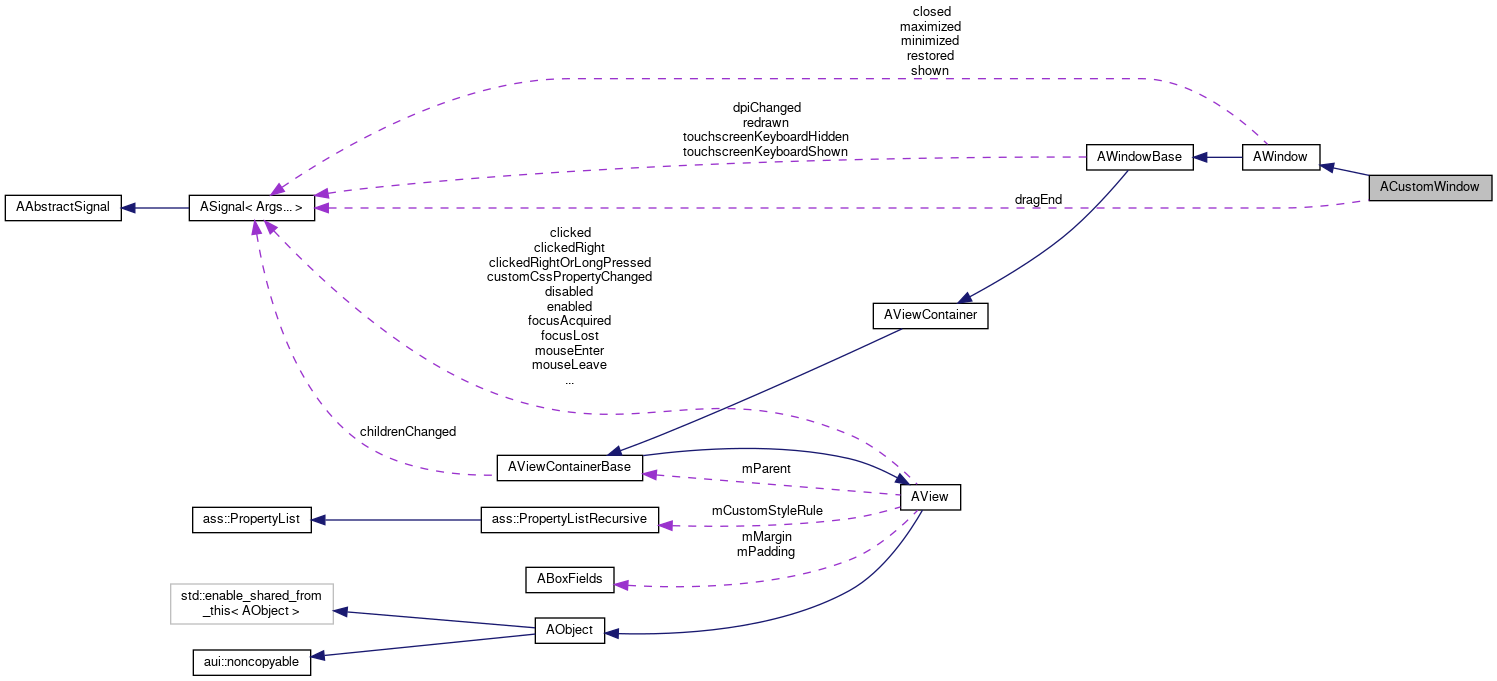 closed
maximized
minimized
restored
shown
dpiChanged
redrawn
touchscreenKeyboardHidden
touchscreenKeyboardShown
AWindowBase
AWindow
ACustomWindow
AAbstractSignal
ASignal< Args... >
dragEnd
clicked
clickedRight
clickedRightOrLongPressed
customCssPropertyChanged
disabled
enabled
focusAcquired
focusLost
mouseEnter
mouseLeave
...
AViewContainer
childrenChanged
AViewContainerBase
mParent
AView
mCustomStyleRule
ass::PropertyList
ass::PropertyListRecursive
mMargin
mPadding
ABoxFields
std::enable_shared_from
_this< AObject >
AObject
aui::noncopyable